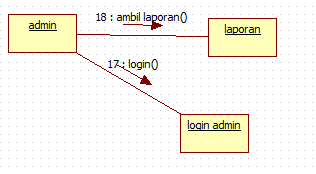 18 : ambil laporan()
admin
laporan
17 : login()
login admin